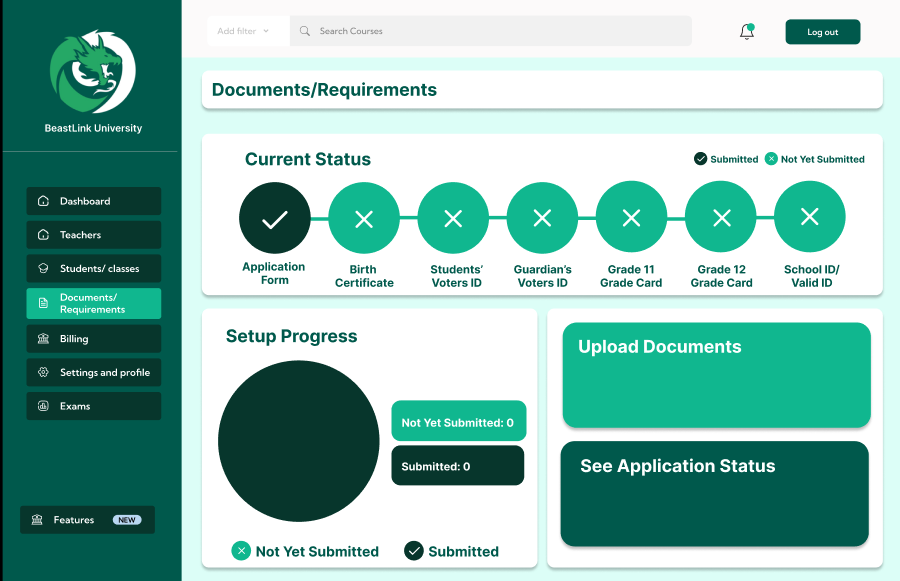 BeastLink University
Dashboard
Teachers
Students/ classes
Documents/
Requirements
Billing
Settings and profile
Exams
Features NEW
Add filter
Search Courses
Log out
Documents/Requirements
Current Status
Submitted
Not Yet Submitted
Application
Form
Birth
Certificate
Students’
Voters ID
Guardian’s
Voters ID
Grade 11
Grade Card
Grade 12
Grade Card
School ID/
Valid ID
Setup Progress
Not Yet Submitted: 0
Submitted: 0
Not Yet Submitted
Submitted
Upload Documents
See Application Status